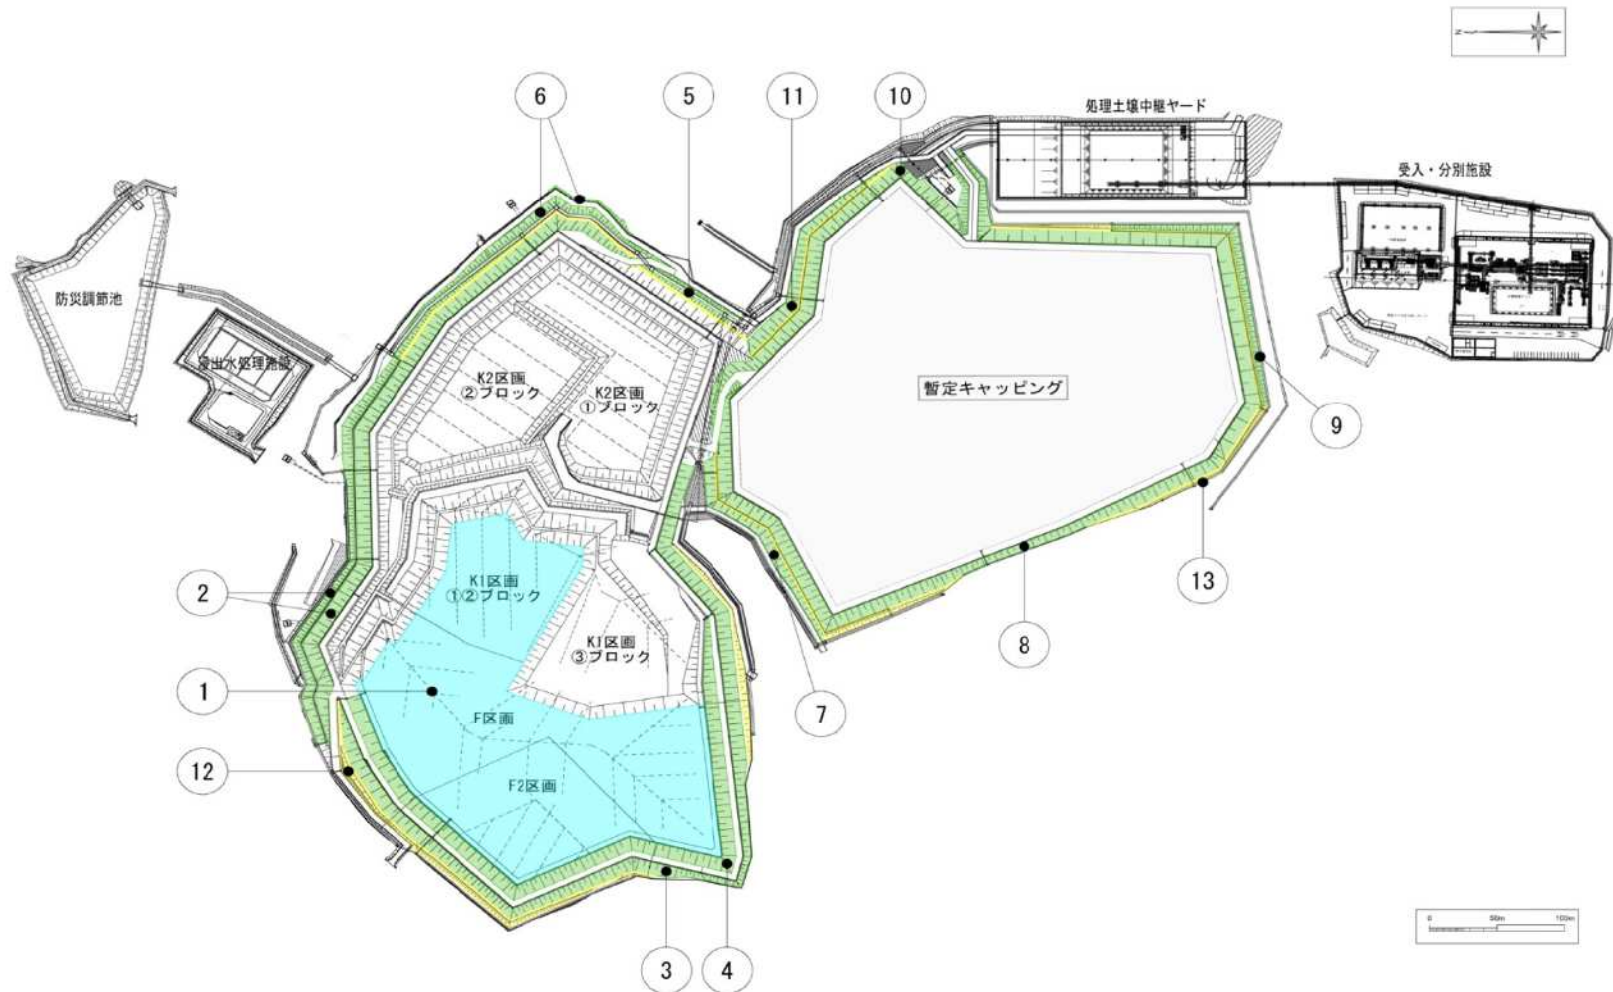 N
6
5
11
10
処理土壌中継ヤード
受入・分別施設
防災調節池
浸出水処理施設
K2区画
②ブロック
K2区画
①ブロック
暫定キャッピング
9
13
K1区画
①②ブロック
2
K1区画
③ブロック
8
1
F区画
7
12
F2区画
3
4
0
50m
100m